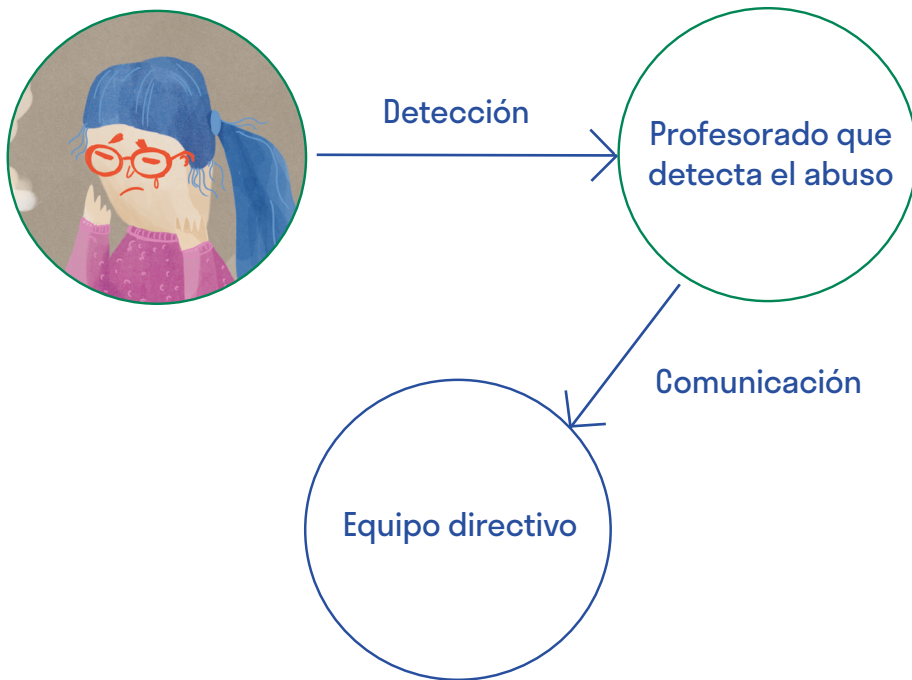 Detección
Profesorado que
detecta el abuso
Comunicación
Equipo directivo